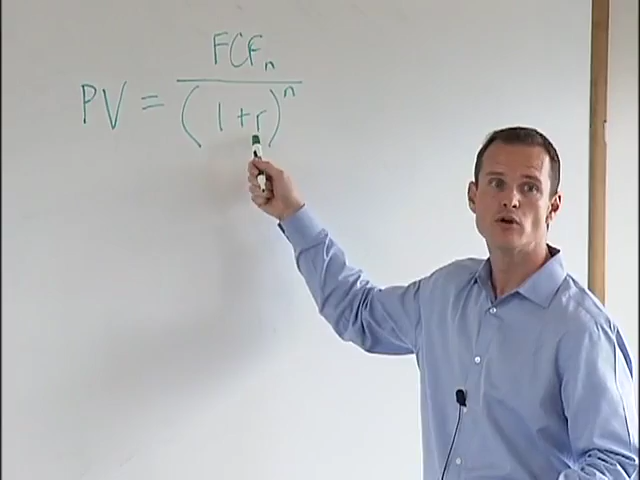 PV = FCFn
(1+r)^n